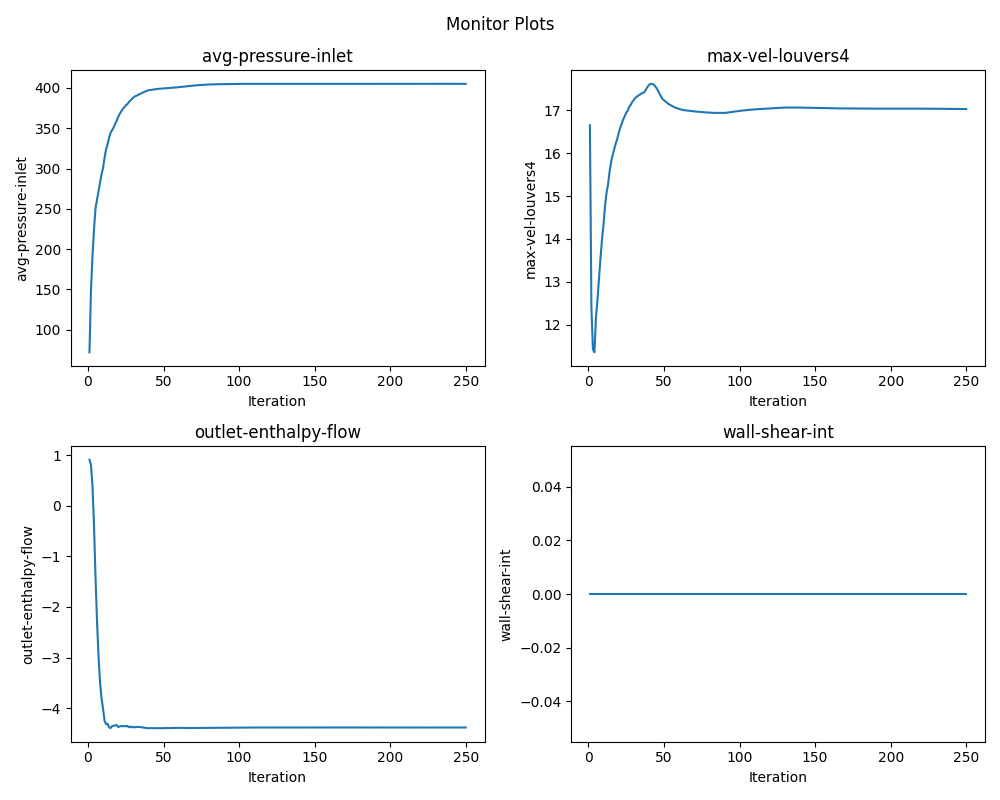 Monitor Plots
avg-pressure-inlet
400
350
300
250
200
150
100
avg-pressure-inlet
0 50 100 150 200 250
Iteration
max-vel-louvers4
17
16
15
14
13
12
max-vel-louvers4
0 50 100 150 200 250
Iteration
outlet-enthalpy-flow
1
0
−1
−2
−3
−4
outlet-enthalpy-flow
0 50 100 150 200 250
Iteration
wall-shear-int
0.04
0.02
0.00
−0.02
−0.04
wall-shear-int
0 50 100 150 200 250
Iteration